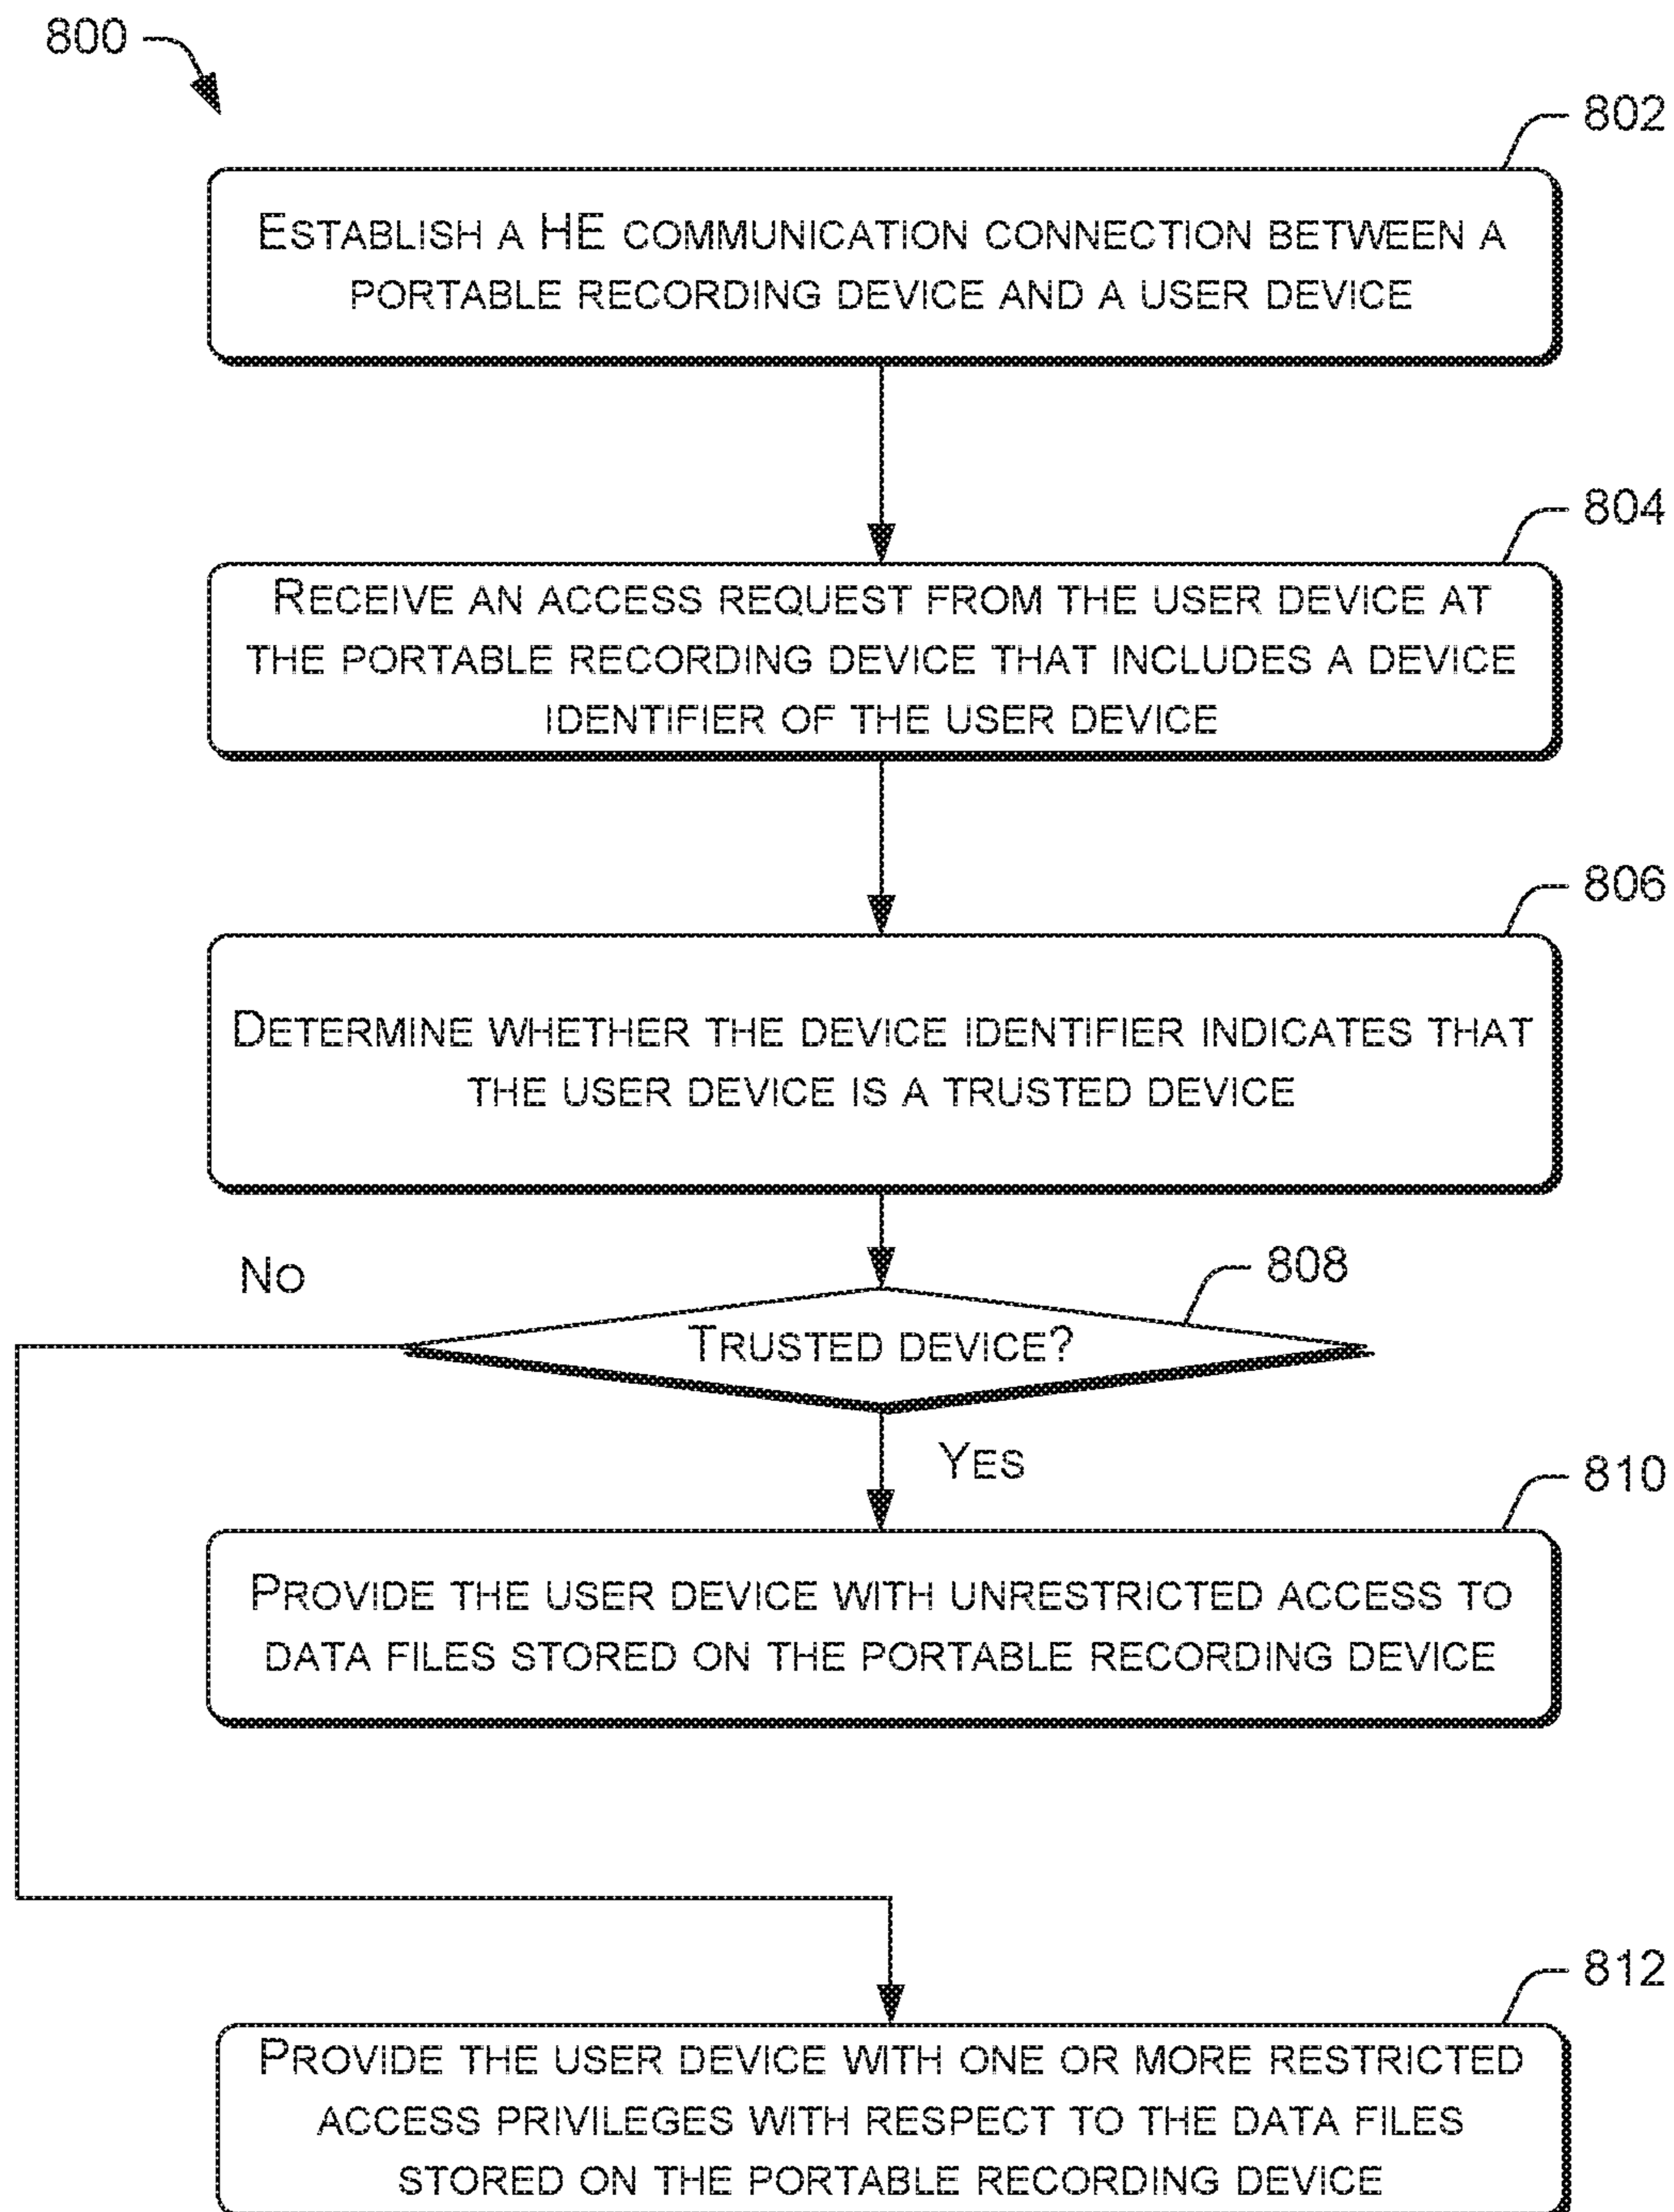 800
802
ESTABLISH A HE COMMUNICATION CONNECTION BETWEEN A
PORTABLE RECORDING DEVICE AND A USER DEVICE
804
RECEIVE AN ACCESS REQUEST FROM THE USER DEVICE AT
THE PORTABLE RECORDING DEVICE THAT INCLUDES A DEVICE
IDENTIFIER OF THE USER DEVICE
806
DETERMINE WHETHER THE DEVICE IDENTIFIER INDICATES THAT
THE USER DEVICE IS A TRUSTED DEVICE
NO
808
TRUSTED DEVICE?
YES
810
PROVIDE THE USER DEVICE WITH UNRESTRICTED ACCESS TO
DATA FILES STORED ON THE PORTABLE RECORDING DEVICE
812
PROVIDE THE USER DEVICE WITH ONE OR MORE RESTRICTED
ACCESS PRIVILEGES WITH RESPECT TO THE DATA FILES
STORED ON THE PORTABLE RECORDING DEVICE